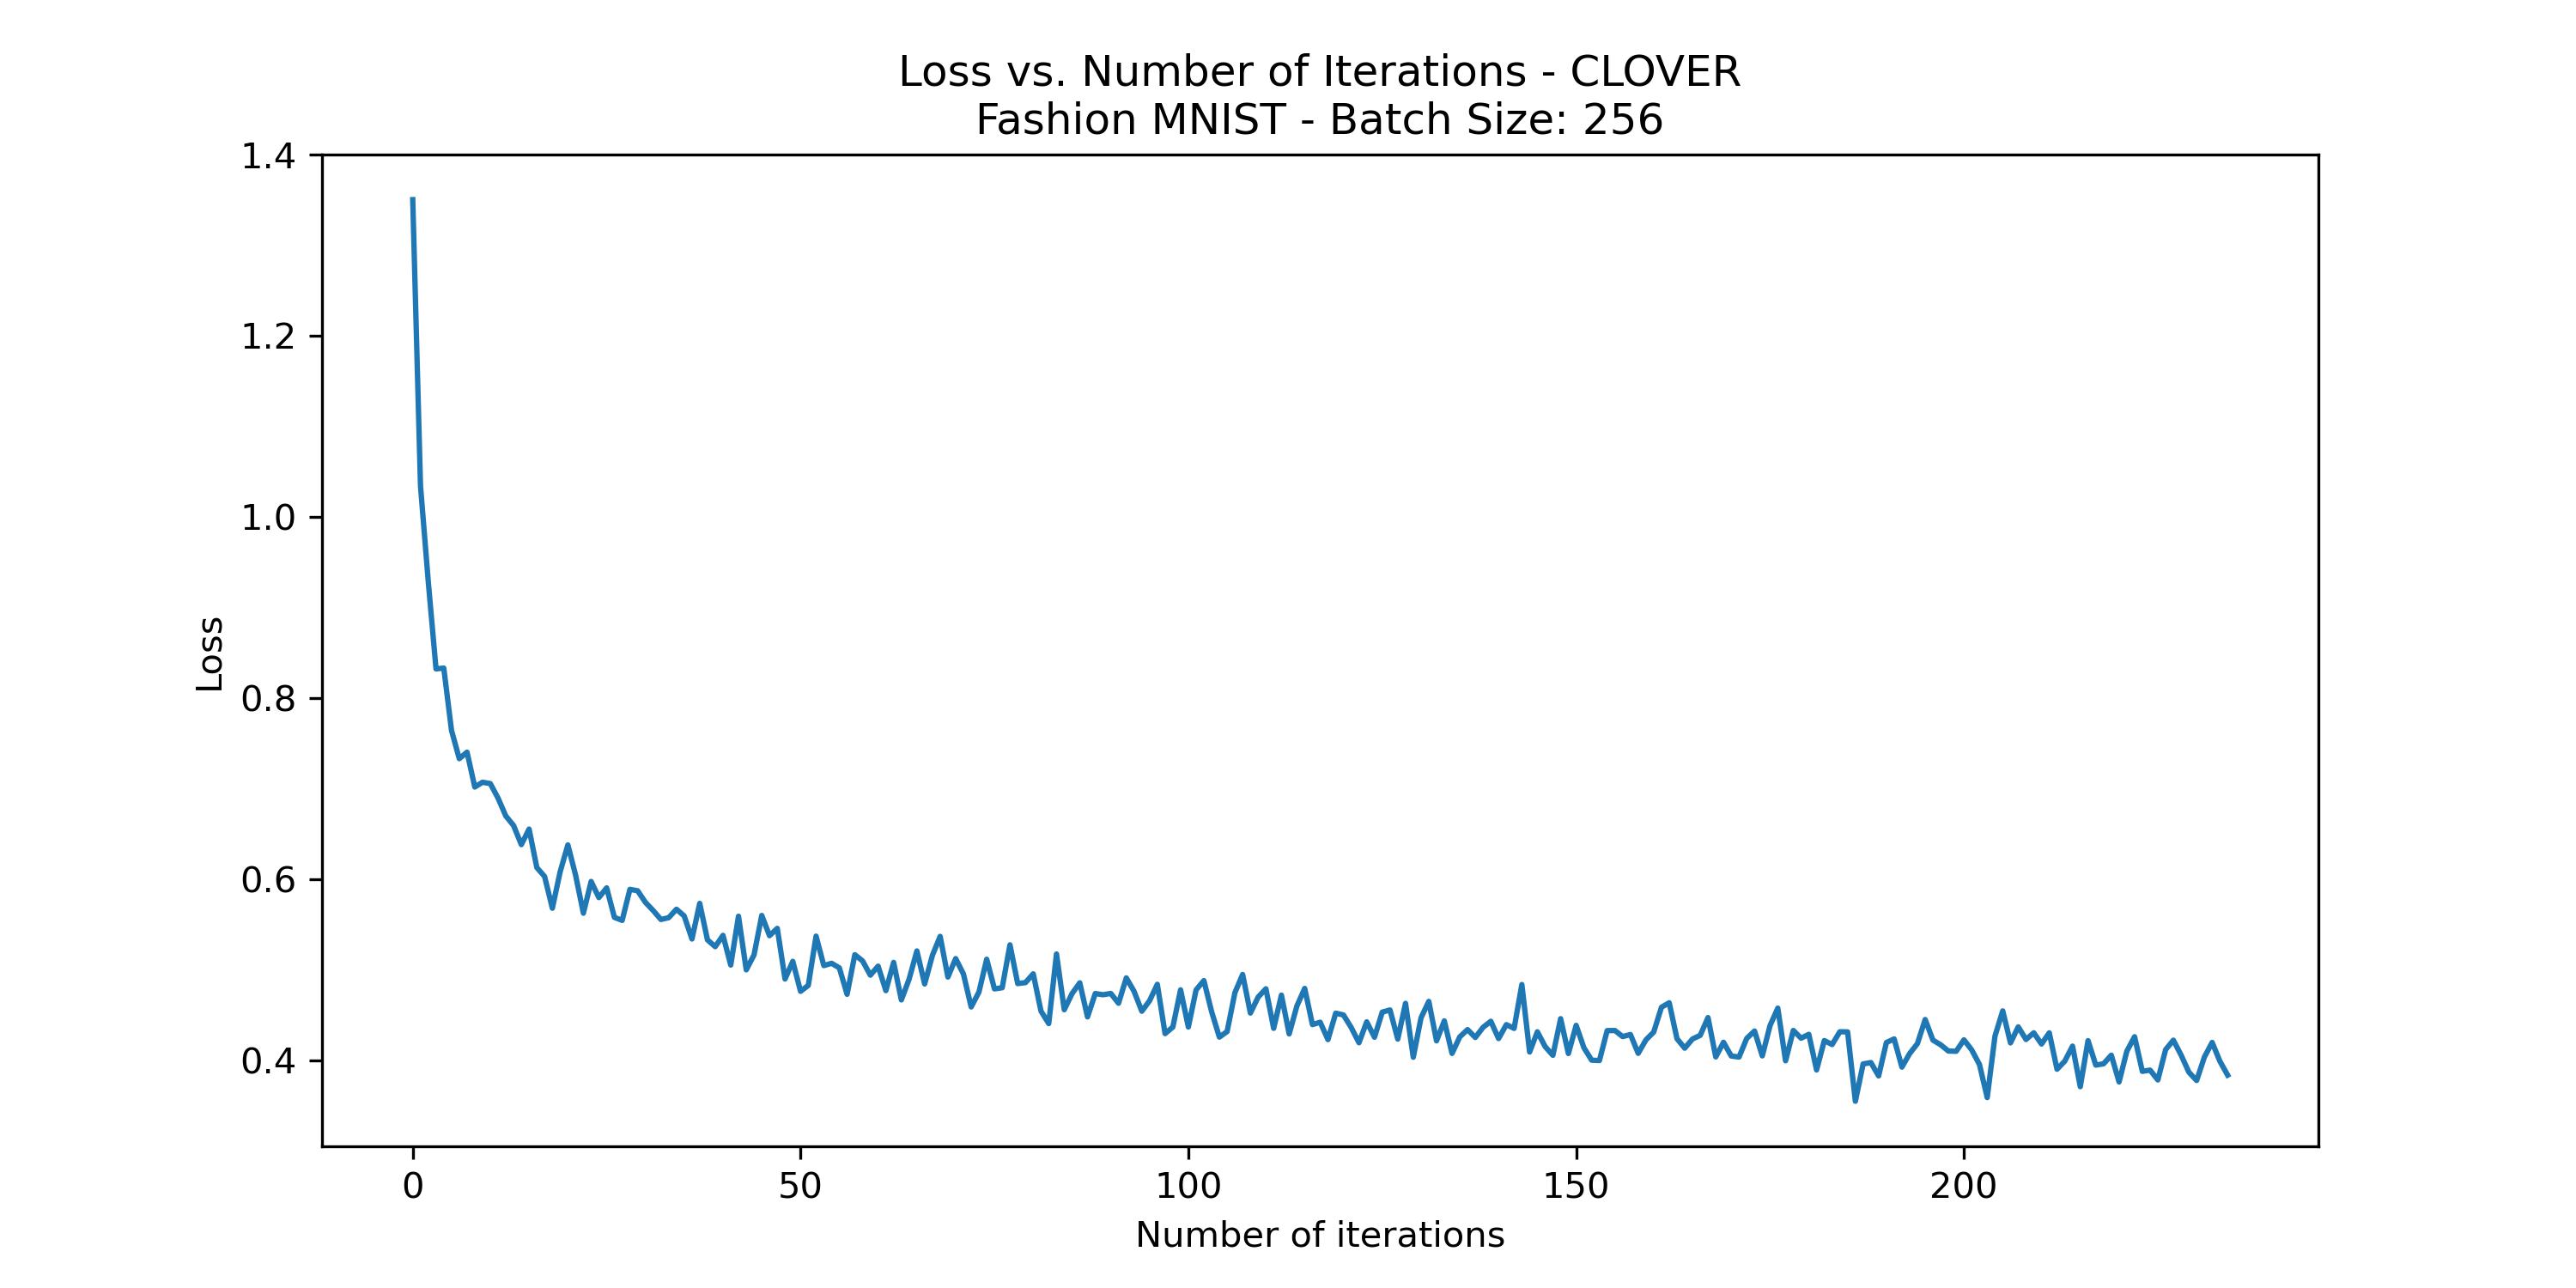 Loss vs. Number of Iterations - CLOVER
Fashion MNIST - Batch Size: 256
1.4
1.2
1.0
0.8
0.6
0.4
Loss
0 50 100 150 200
Number of iterations